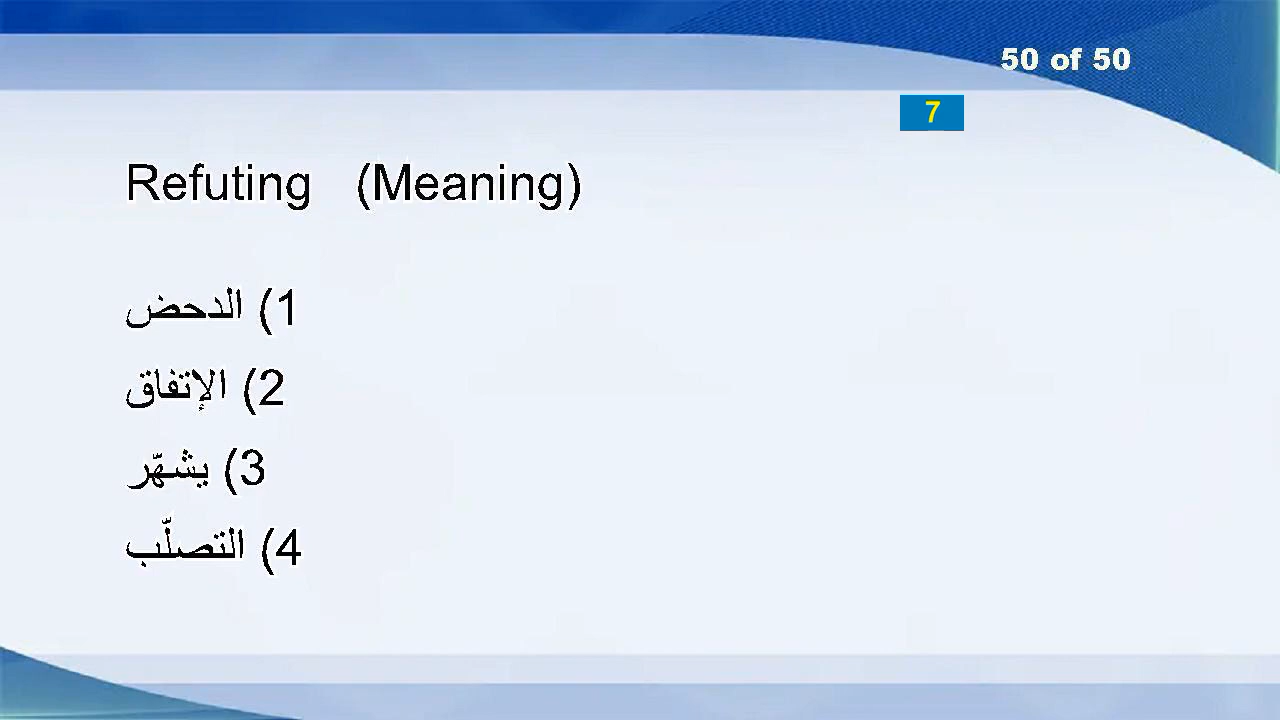 50 of 50
7
Refuting (Meaning)
1) الدحض
2) الإتفاق
3) يشهّر
4) التصلّب